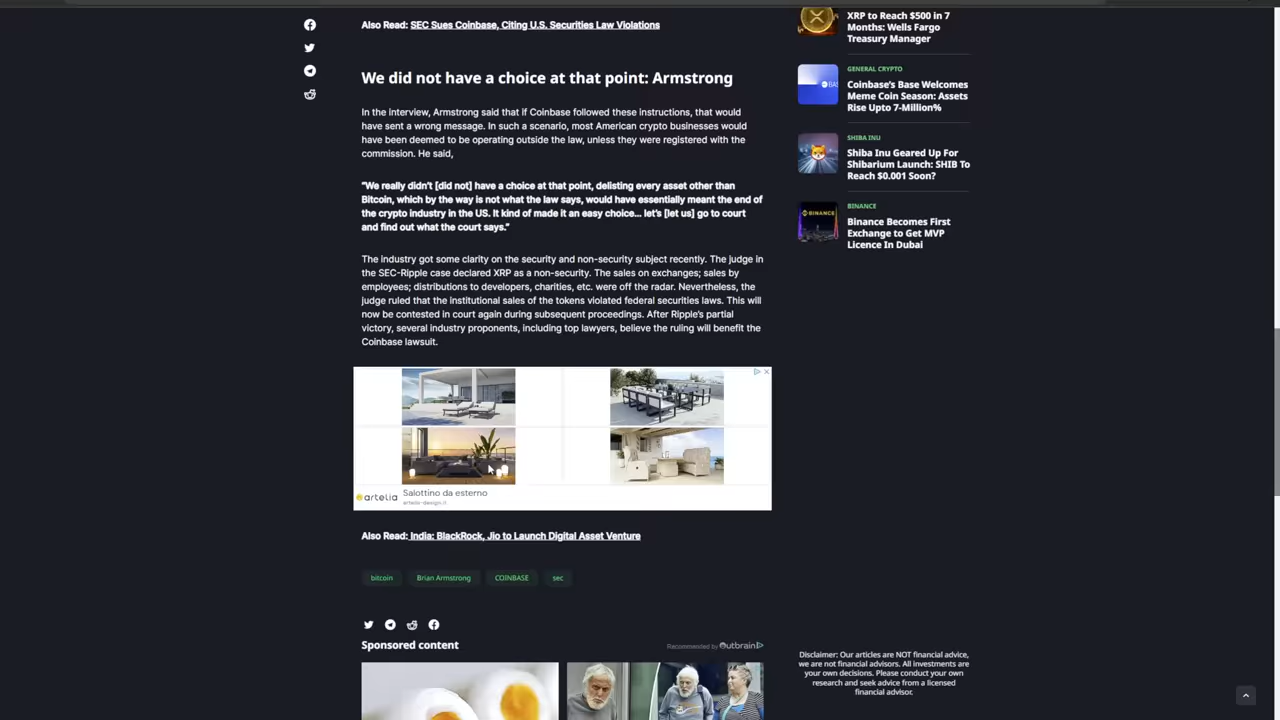 Also Read: SEC Sues Coinbase, Citing U.S. Securities Law Violations
We did not have a choice at that point: Armstrong
In the interview, Armstrong said that if Coinbase followed these instructions, that would
have sent a wrong message. In such a scenario, most American crypto businesses would
have been deemed to be operating outside the law, unless they were registered with the
commission. He said,
“We really didn’t [did not] have a choice at that point, delisting every asset other than
Bitcoin, which by the way is not what the law says, would have essentially meant the end of
the crypto industry in the US. It kind of made it an easy choice… let’s [let us] go to court
and find out what the court says.”
The industry got some clarity on the security and non-security subject recently. The judge in
the SEC-Ripple case declared XRP as a non-security. The sales on exchanges; sales by
employees; distributions to developers, charities, etc. were off the radar. Nevertheless, the
judge ruled that the institutional sales of the tokens violated federal securities laws. This will
now be contested in court again during subsequent proceedings. After Ripple’s partial
victory, several industry proponents, including top lawyers, believe the ruling will benefit the
Coinbase lawsuit.
artelia
Salottino da esterno
artelia-design.it
Also Read: India: BlackRock, Jio to Launch Digital Asset Venture
bitcoin
Brian Armstrong
COINBASE
sec
Sponsored content
Recommended by Outbrain
XRP to Reach $500 in 7
Months: Wells Fargo
Treasury Manager
GENERAL CRYPTO
Coinbase’s Base Welcomes
Meme Coin Season: Assets
Rise Upto 7-Million%
SHIBA INU
Shiba Inu Geared Up For
Shibarium Launch: SHIB To
Reach $0.001 Soon?
BINANCE
BINANCE
Binance Becomes First
Exchange to Get MVP
Licence In Dubai
Disclaimer: Our articles are NOT financial advice,
we are not financial advisors. All investments are
your own decisions. Please conduct your own
research and seek advice from a licensed
financial advisor.